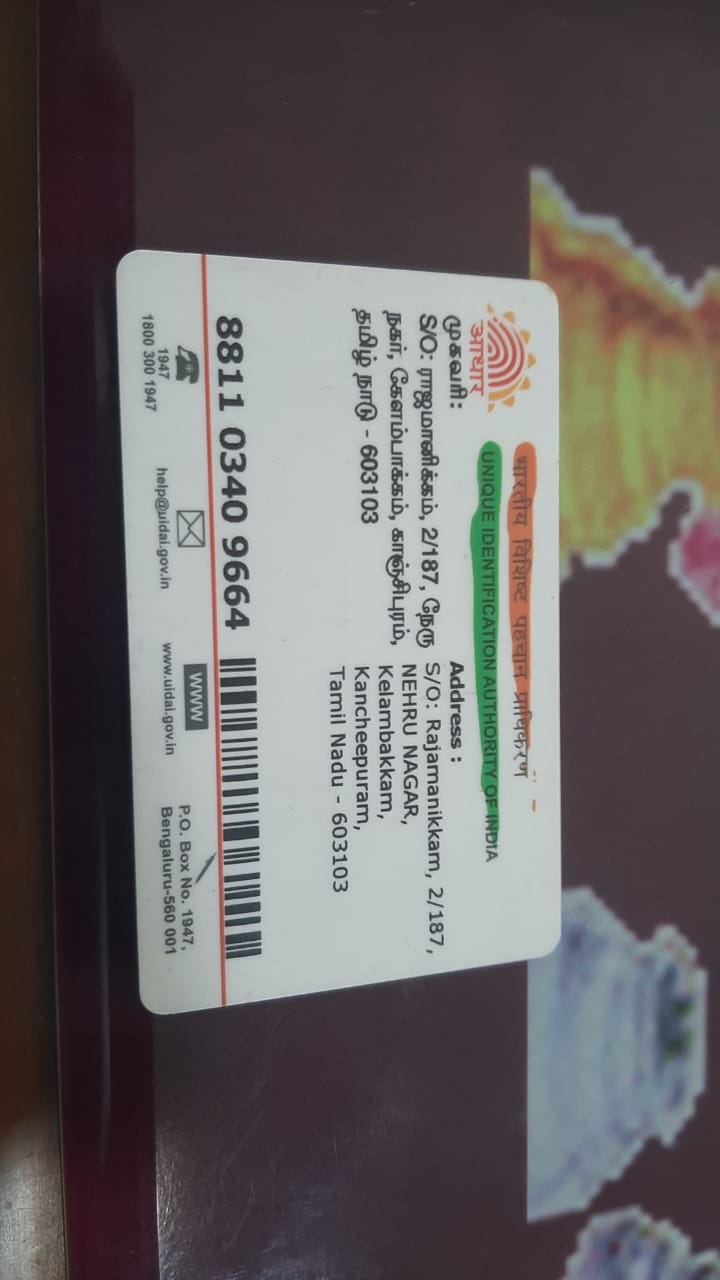 भारतीय विशिष्ट पहचान प्राधिकरण
UNIQUE IDENTIFICATION AUTHORITY OF INDIA
आधार
முகவரி:
S/O: ராஜமாணிக்கம், 2/187, நேரு
நகர், கேளம்பாக்கம், காஞ்சிபுரம்,
தமிழ் நாடு - 603103
Address :
S/O: Rajamanikkam, 2/187,
NEHRU NAGAR,
Kelambakkam,
Kancheepuram,
Tamil Nadu - 603103
8811 0340 9664
1947
1800 300 1947
help@uidai.gov.in
WWW
www.uidai.gov.in
P.O. Box No. 1947,
Bengaluru-560 001